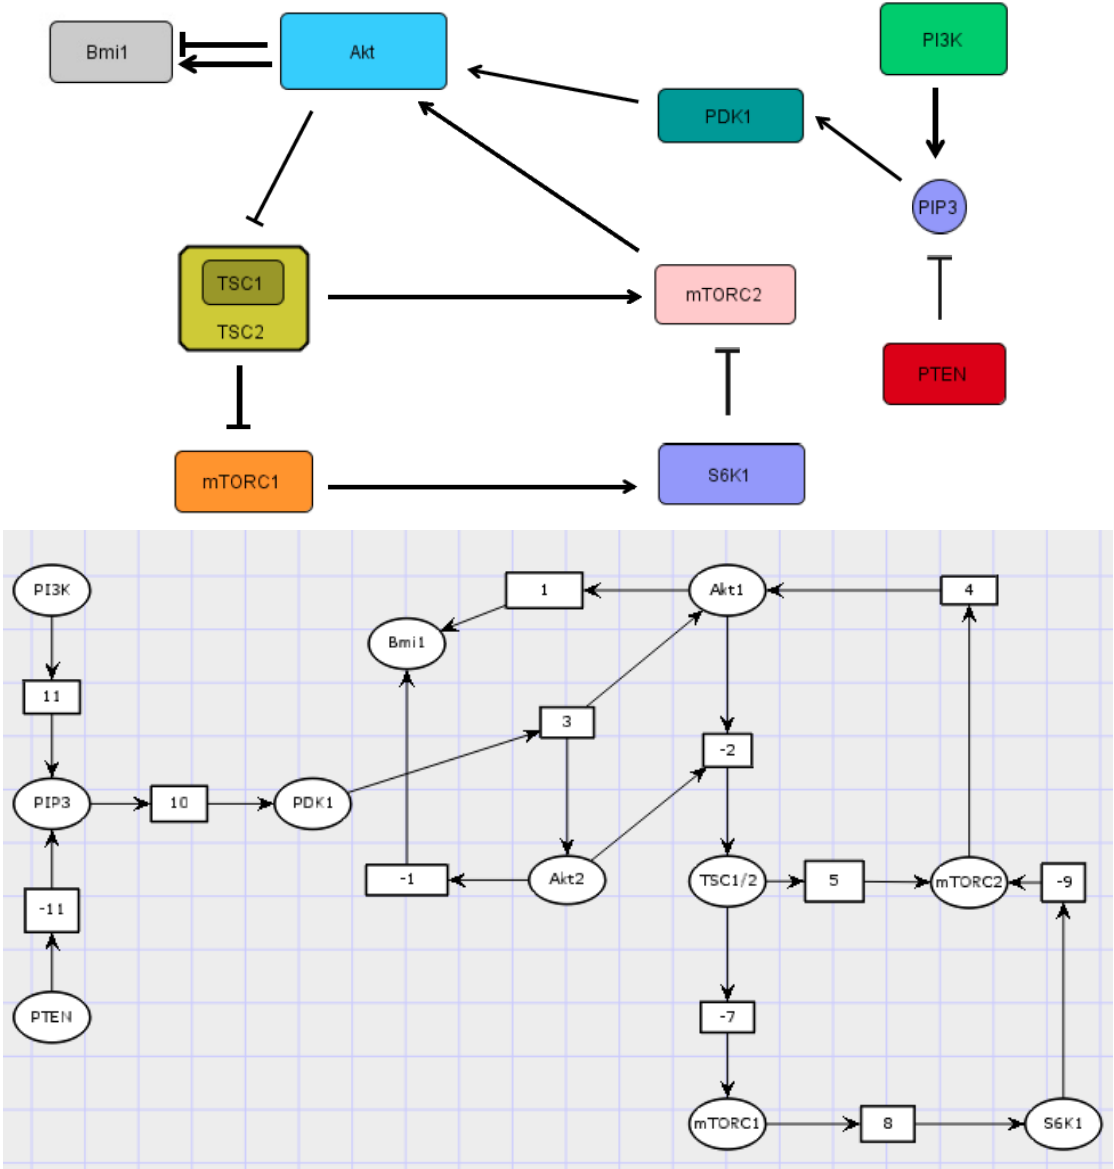 Bmi1
Akt
PI3K
PDK1
PIP3
TSC1
TSC2
mTORC2
PTEN
mTORC1
S6K1
PI3K
1
Akt1
4
Bmi1
11
3
-2
PIP3
10
PDK1
-1
Akt2
TSC1/2
5
mTORC2
-9
-11
PTEN
-7
mTORC1
8
S6K1